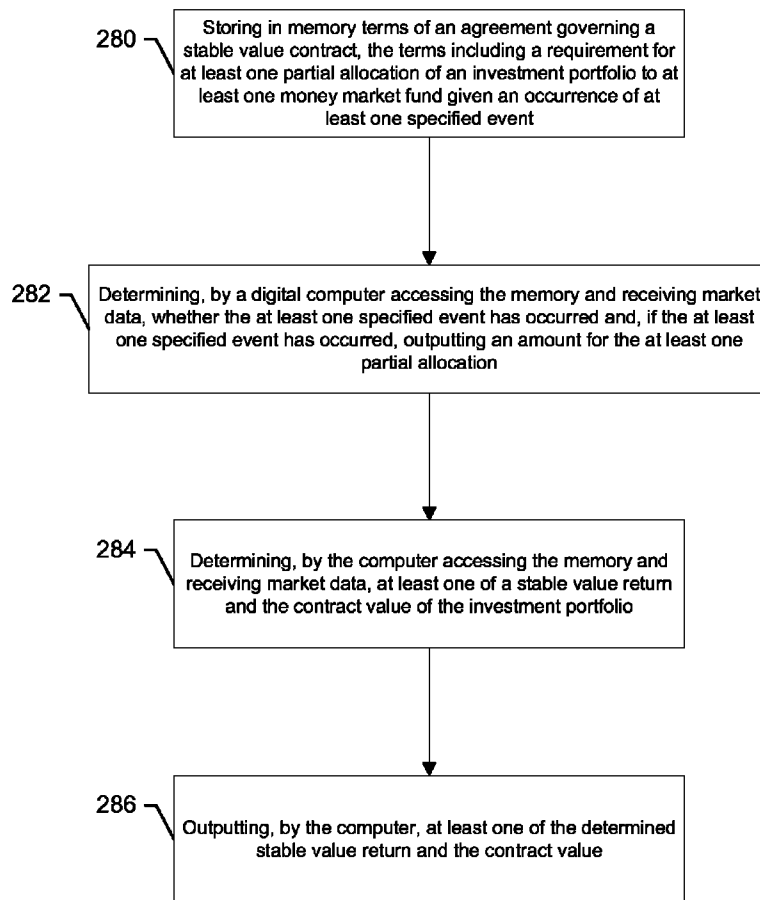 280
Storing in memory terms of an agreement governing a
stable value contract, the terms including a requirement for
at least one partial allocation of an investment portfolio to at
least one money market fund given an occurrence of at
least one specified event
282
Determining, by a digital computer accessing the memory and receiving market
data, whether the at least one specified event has occurred and, if the at least
one specified event has occurred, outputting an amount for the at least one
partial allocation
284
Determining, by the computer accessing the memory and
receiving market data, at least one of a stable value return
and the contract value of the investment portfolio
286
Outputting, by the computer, at least one of the determined
stable value return and the contract value